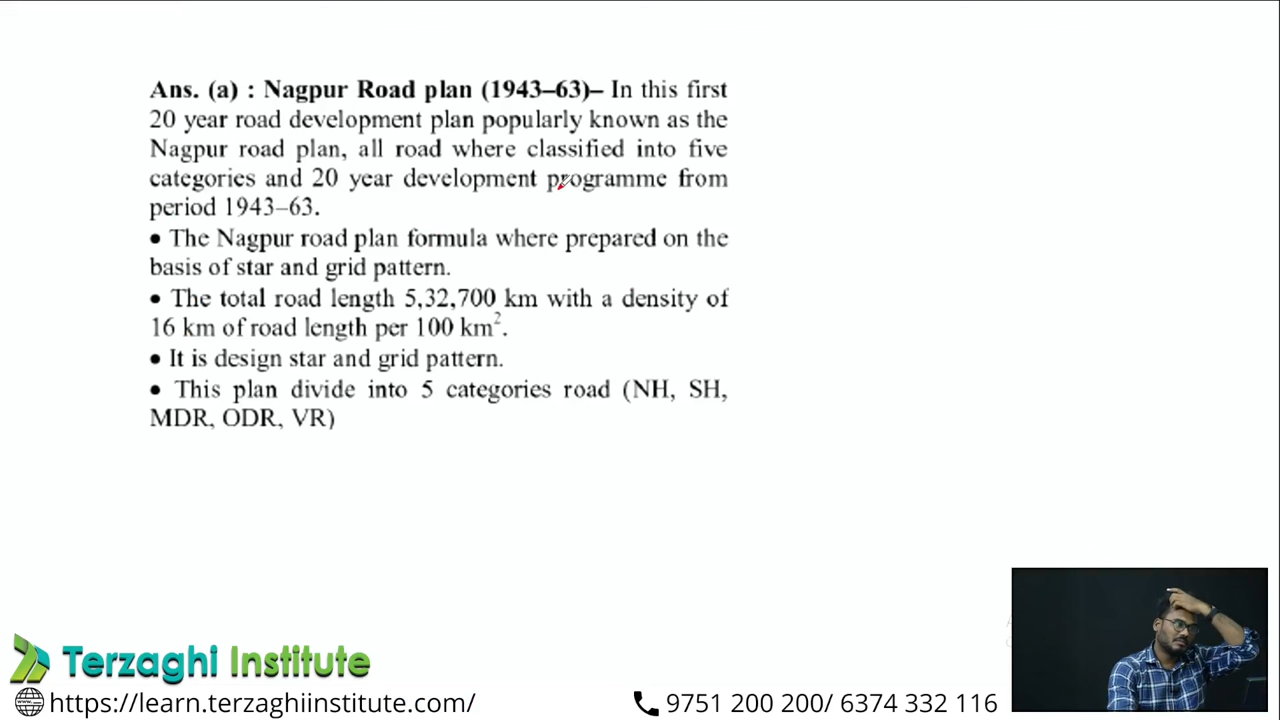 Ans. (a) : Nagpur Road plan (1943–63)– In this first
20 year road development plan popularly known as the
Nagpur road plan, all road where classified into five
categories and 20 year development programme from
period 1943–63.
• The Nagpur road plan formula where prepared on the
basis of star and grid pattern.
• The total road length 5,32,700 km with a density of
16 km of road length per 100 km².
• It is design star and grid pattern.
• This plan divide into 5 categories road (NH, SH,
MDR, ODR, VR)
Terzaghi Institute
https://learn.terzaghiinstitute.com/
9751 200 200/ 6374 332 116